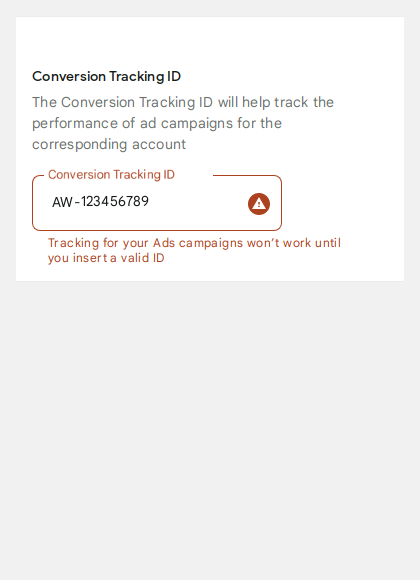 Conversion Tracking ID
The Conversion Tracking ID will help track the
performance of ad campaigns for the
corresponding account
Conversion Tracking ID
AW-123456789
Tracking for your Ads campaigns won’t work until
you insert a valid ID